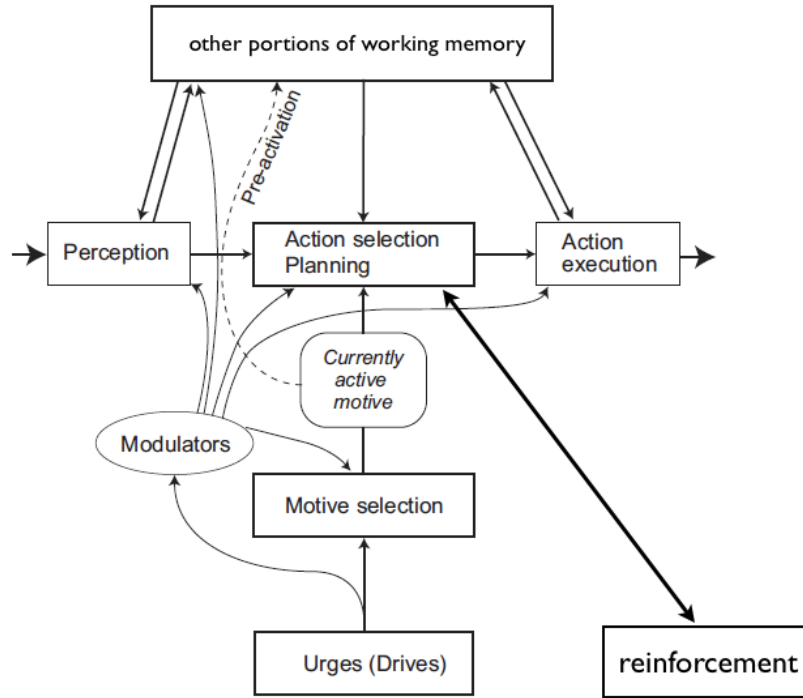 other portions of working memory
Pre-activation
Perception
Action selection
Planning
Action
execution
Currently
active
motive
Modulators
Motive selection
Urges (Drives)
reinforcement